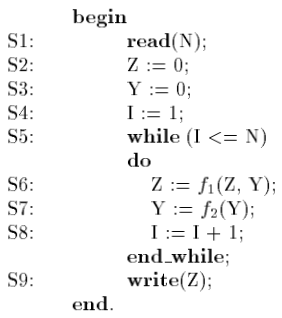 begin
S1: read(N);
S2: Z := 0;
S3: Y := 0;
S4: I := 1;
S5: while (I <= N)
do
S6: Z := f₁(Z, Y);
S7: Y := f₂(Y);
S8: I := I + 1;
end_while;
S9: write(Z);
end.